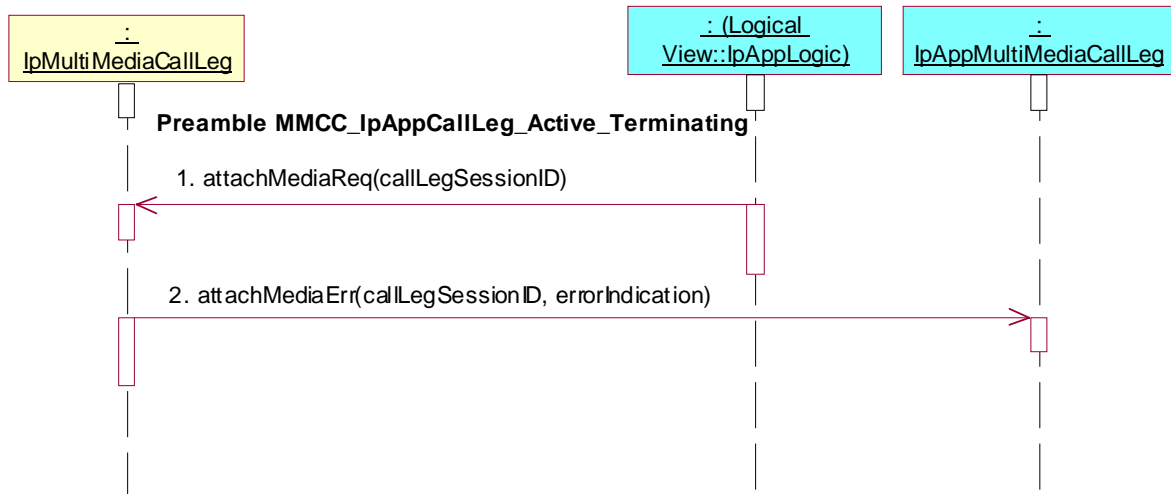 :
IpMultiMediaCallLeg
: (Logical
View::IpAppLogic)
:
IpAppMultiMediaCallLeg
Preamble MMCC_IpAppCallLeg_Active_Terminating
1. attachMediaReq(callLegSessionID)
2. attachMediaErr(callLegSessionID, errorIndication)